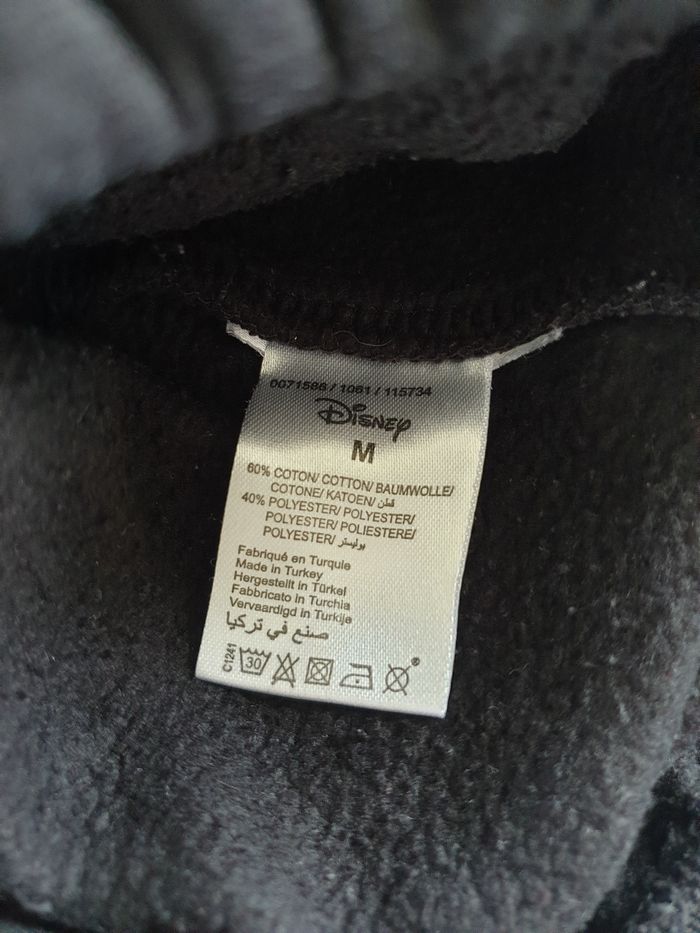 0071586 / 1061 / 115734
Disney
M
60% COTON/ COTTON/ BAUMWOLLE/
COTONE/ KATOEN/ قطن
40% POLYESTER/ POLYESTER/
POLYESTER/ POLIESTERE/
POLYESTER/ بوليستر
Fabriqué en Turquie
Made in Turkey
Hergestellt in Türkei
Fabbricato in Turchia
Vervaardigd in Turkije
صنع في تركيا
C1241
30